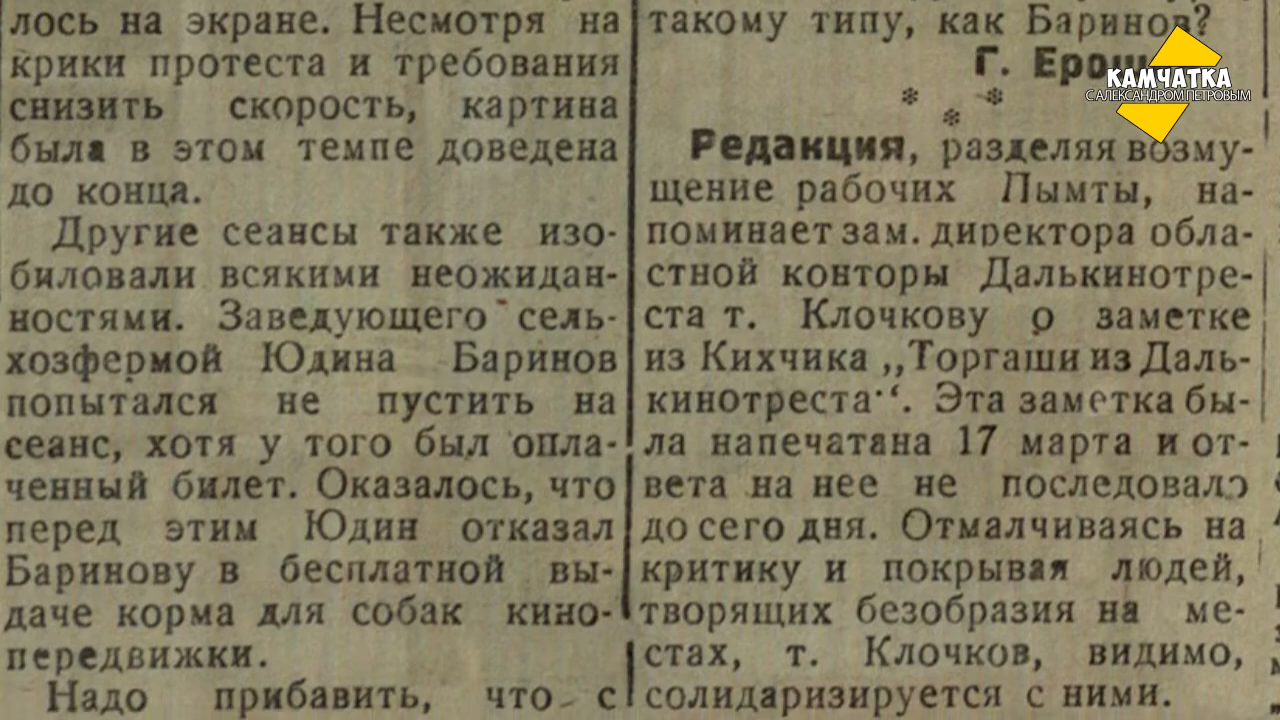 лось на экране. Несмотря на
крики протеста и требования
снизить скорость, картина
была в этом темпе доведена
до конца.
Другие сеансы также изо-
биловали всякими неожидан-
ностями. Заведующего сель-
хозфермой Юдина Баринов
попытался не пустить на
сеанс, хотя у того был опла-
ченный билет. Оказалось, что
перед этим Юдин отказал
Баринову в бесплатной вы-
даче корма для собак кино-
передвижки.
Надо прибавить, что с
такому типу, как Баринов?
Г.
* * *
Редакция, разделяя возму-
щение рабочих Пымты, на-
поминает зам. директора обла-
стной конторы Далькинотре-
ста т. Клочкову о заметке
из Кихчика „Торгаши из Даль-
кинотреста“. Эта заметка бы-
ла напечатана 17 марта и от-
вета на нее не последовало
до сего дня. Отмалчиваясь на
критику и покрывая людей,
творящих безобразия на ме-
стах, т. Клочков, видимо,
солидаризируется с ними.
КАМЧАТКА
С АЛЕКСАНДРОМ ПЕТРОВЫМ